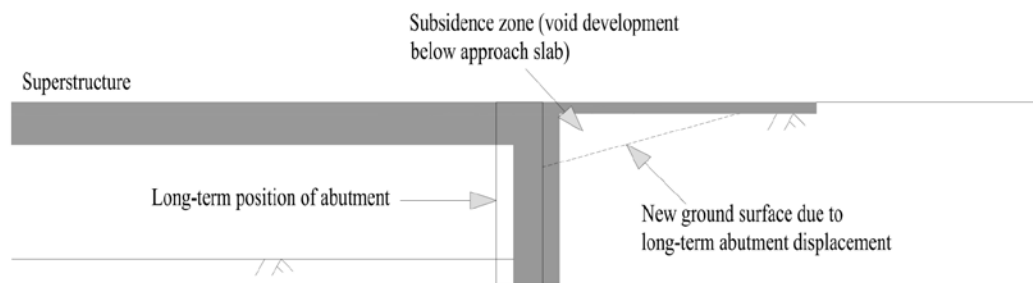 Subsidence zone (void development
below approach slab)
Superstructure
Long-term position of abutment
New ground surface due to
long-term abutment displacement